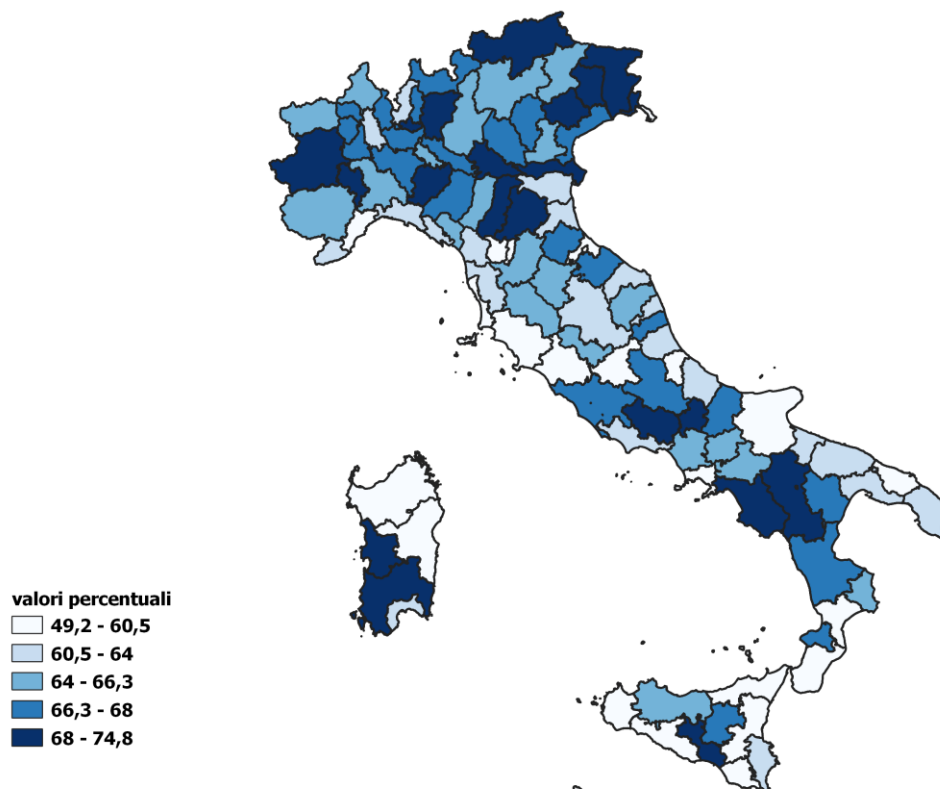 valori percentuali
49,2 - 60,5
60,5 - 64
64 - 66,3
66,3 - 68
68 - 74,8